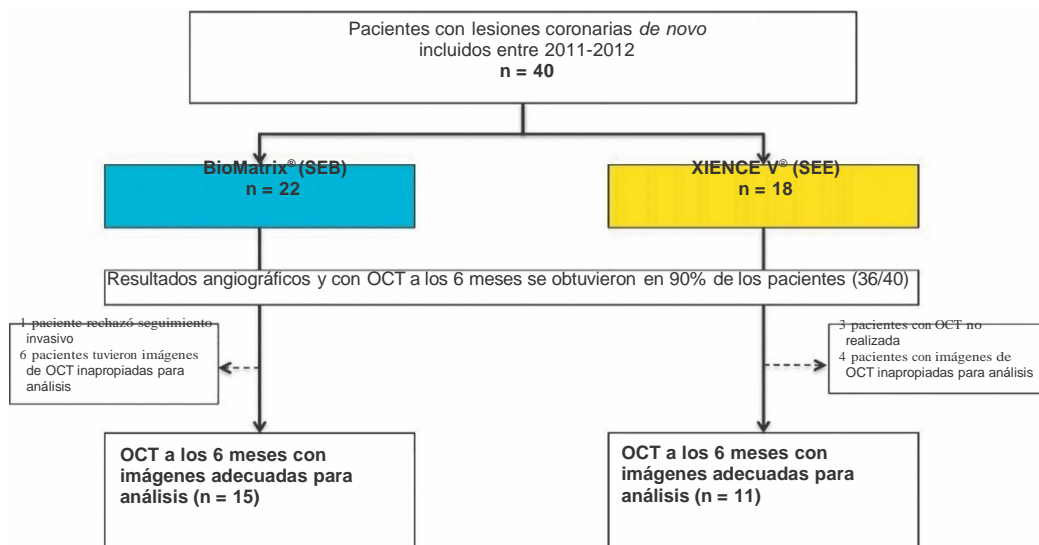 Pacientes con lesiones coronarias de novo
incluidos entre 2011-2012
n = 40
BioMatrix® (SEB)
n = 22
XIENCE V® (SEE)
n = 18
Resultados angiográficos y con OCT a los 6 meses se obtuvieron en 90% de los pacientes (36/40)
1 paciente rechazó seguimiento
invasivo
6 pacientes tuvieron imágenes
de OCT inapropiadas para
análisis
3 pacientes con OCT no
realizada
4 pacientes con imágenes de
OCT inapropiadas para análisis
OCT a los 6 meses con
imágenes adecuadas para
análisis (n = 15)
OCT a los 6 meses con
imágenes adecuadas para
análisis (n = 11)